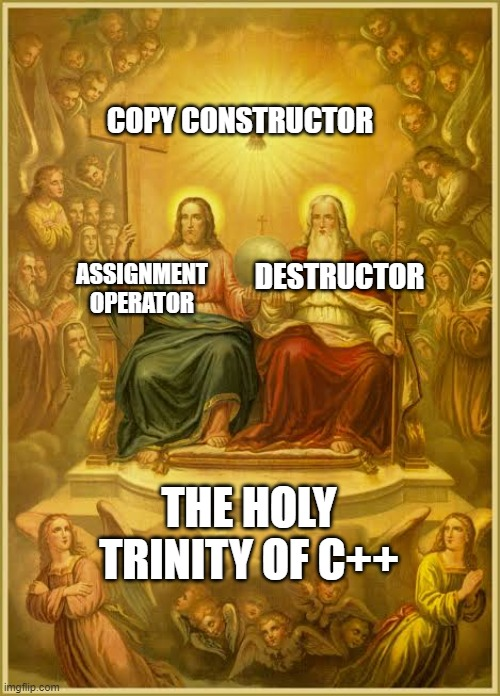 COPY CONSTRUCTOR
ASSIGNMENT
OPERATOR
DESTRUCTOR
THE HOLY
TRINITY OF C++
imgflip.com